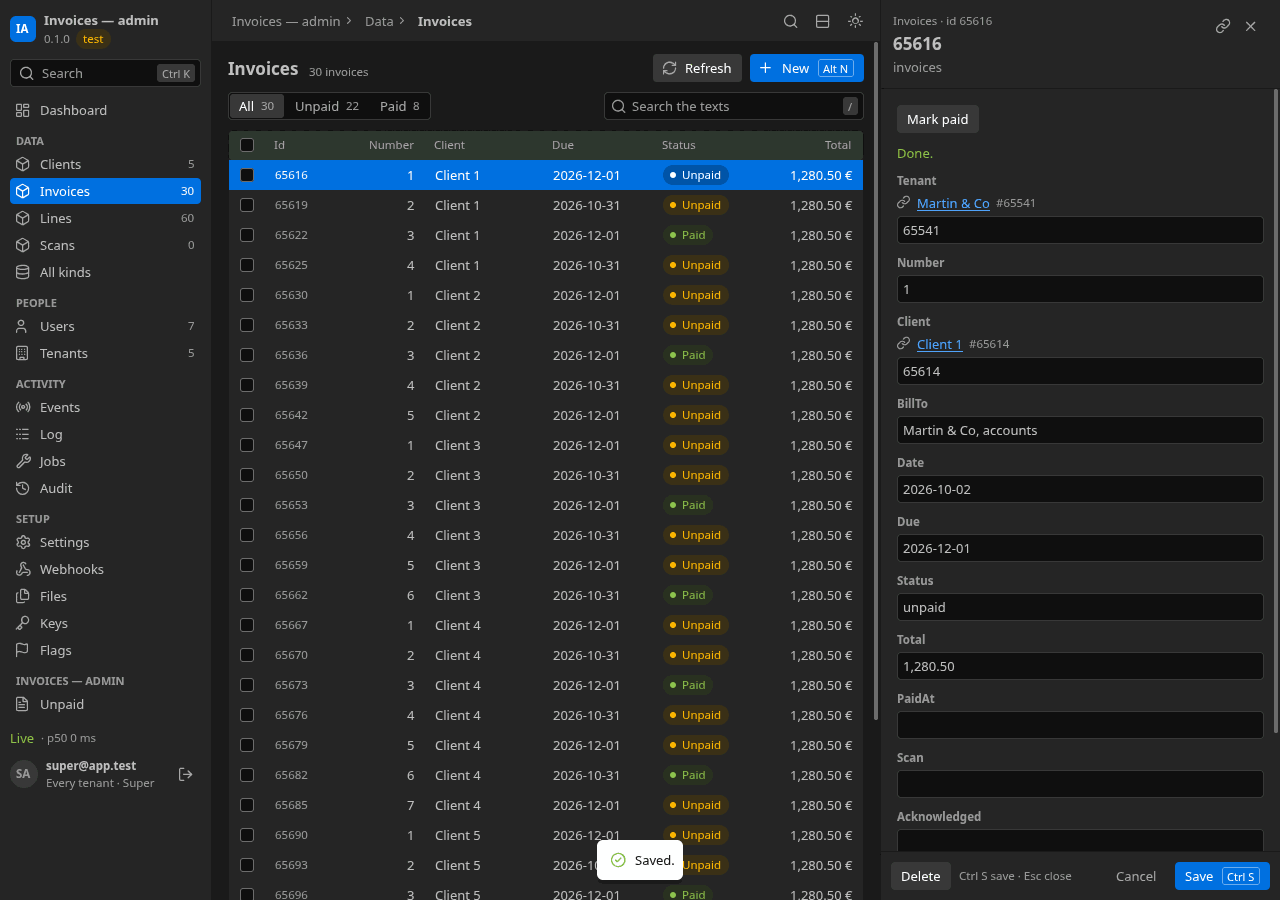 IA
Invoices — admin
0.1.0 test
Search Ctrl K
Dashboard
DATA
Clients 5
Invoices 30
Lines 60
Scans 0
All kinds
PEOPLE
Users 7
Tenants 5
ACTIVITY
Events
Log
Jobs
Audit
SETUP
Settings
Webhooks
Files
Keys
Flags
INVOICES — ADMIN
Unpaid
Live · p50 0 ms
SA
super@app.test
Every tenant · Super
Invoices — admin › Data › Invoices
Invoices 30 invoices
Refresh
New Alt N
All 30 Unpaid 22 Paid 8
Search the texts /
Id Number Client Due Status Total
65616 1 Client 1 2026-12-01 Unpaid 1,280.50 €
65619 2 Client 1 2026-10-31 Unpaid 1,280.50 €
65622 3 Client 1 2026-12-01 Paid 1,280.50 €
65625 4 Client 1 2026-10-31 Unpaid 1,280.50 €
65630 1 Client 2 2026-12-01 Unpaid 1,280.50 €
65633 2 Client 2 2026-10-31 Unpaid 1,280.50 €
65636 3 Client 2 2026-12-01 Paid 1,280.50 €
65639 4 Client 2 2026-10-31 Unpaid 1,280.50 €
65642 5 Client 2 2026-12-01 Unpaid 1,280.50 €
65647 1 Client 3 2026-12-01 Unpaid 1,280.50 €
65650 2 Client 3 2026-10-31 Unpaid 1,280.50 €
65653 3 Client 3 2026-12-01 Paid 1,280.50 €
65656 4 Client 3 2026-10-31 Unpaid 1,280.50 €
65659 5 Client 3 2026-12-01 Unpaid 1,280.50 €
65662 6 Client 3 2026-10-31 Paid 1,280.50 €
65667 1 Client 4 2026-12-01 Unpaid 1,280.50 €
65670 2 Client 4 2026-10-31 Unpaid 1,280.50 €
65673 3 Client 4 2026-12-01 Paid 1,280.50 €
65676 4 Client 4 2026-10-31 Unpaid 1,280.50 €
65679 5 Client 4 2026-12-01 Unpaid 1,280.50 €
65682 6 Client 4 2026-10-31 Paid 1,280.50 €
65685 7 Client 4 2026-12-01 Unpaid 1,280.50 €
65690 1 Client 5 2026-12-01 Unpaid 1,280.50 €
65693 2 Client 5 2026-10 Unpaid 1,280.50 €
65696 3 Client 5 2026-12-01 Paid 1,280.50 €
Saved.
Invoices · id 65616
65616
invoices
Mark paid
Done.
Tenant
Martin & Co #65541
65541
Number
1
Client
Client 1 #65614
65614
BillTo
Martin & Co, accounts
Date
2026-10-02
Due
2026-12-01
Status
unpaid
Total
1,280.50
PaidAt
Scan
Acknowledged
Delete Ctrl S save · Esc close Cancel Save Ctrl S